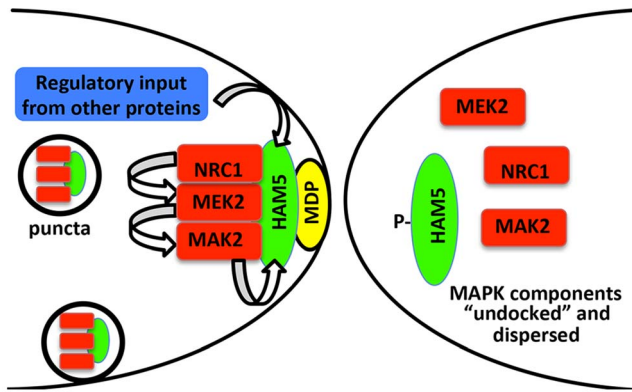 Regulatory input
from other proteins
puncta
NRC1
MEK2
MAK2
HAM5
MDP
MEK2
NRC1
MAK2
P-
HAM5
MAPK components
“undocked” and
dispersed